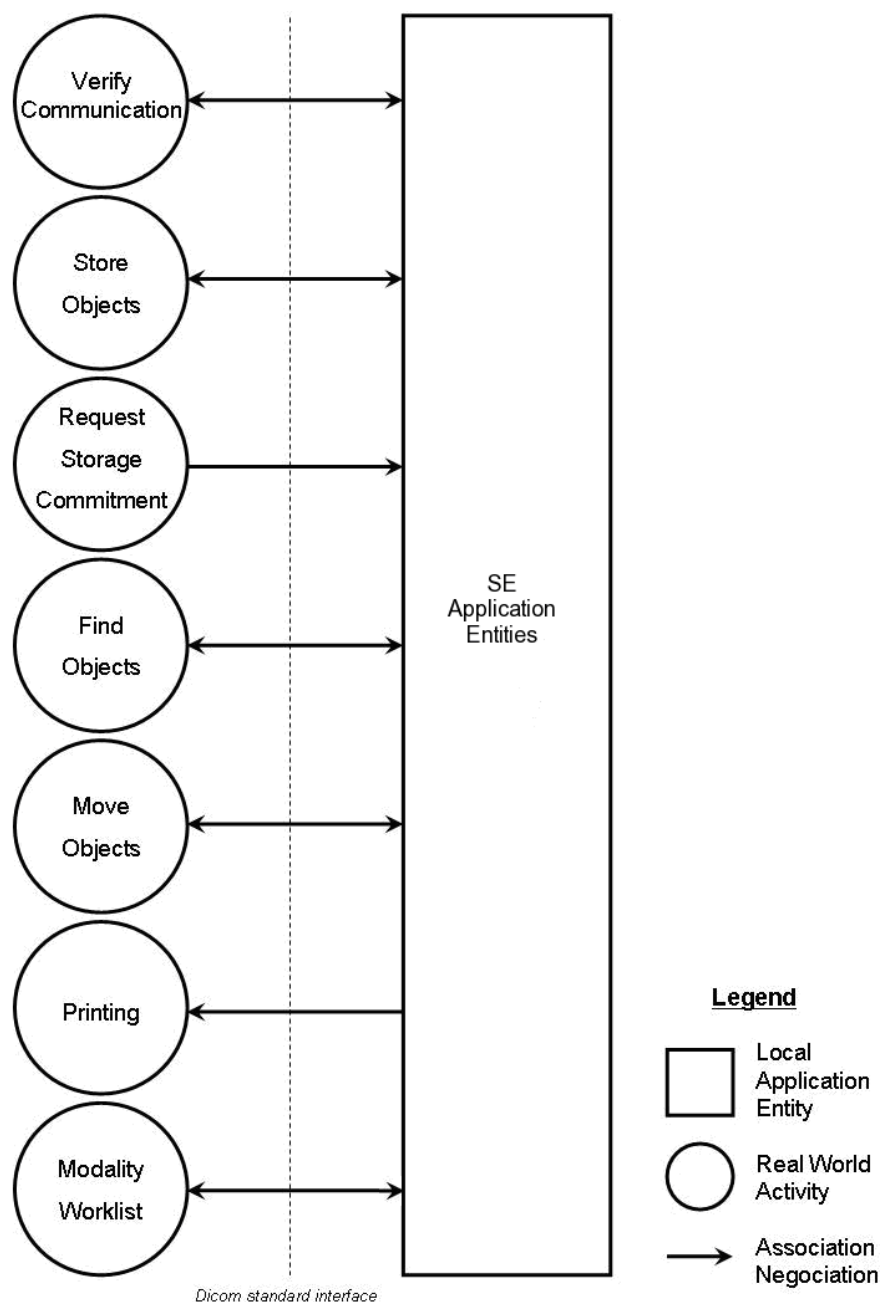 Verify
Communication
Store
Objects
Request
Storage
Commitment
Find
Objects
Move
Objects
Printing
Modality
Worklist
SE
Application
Entities
Dicom standard interface
Legend
Local
Application
Entity
Real World
Activity
Association
Negociation